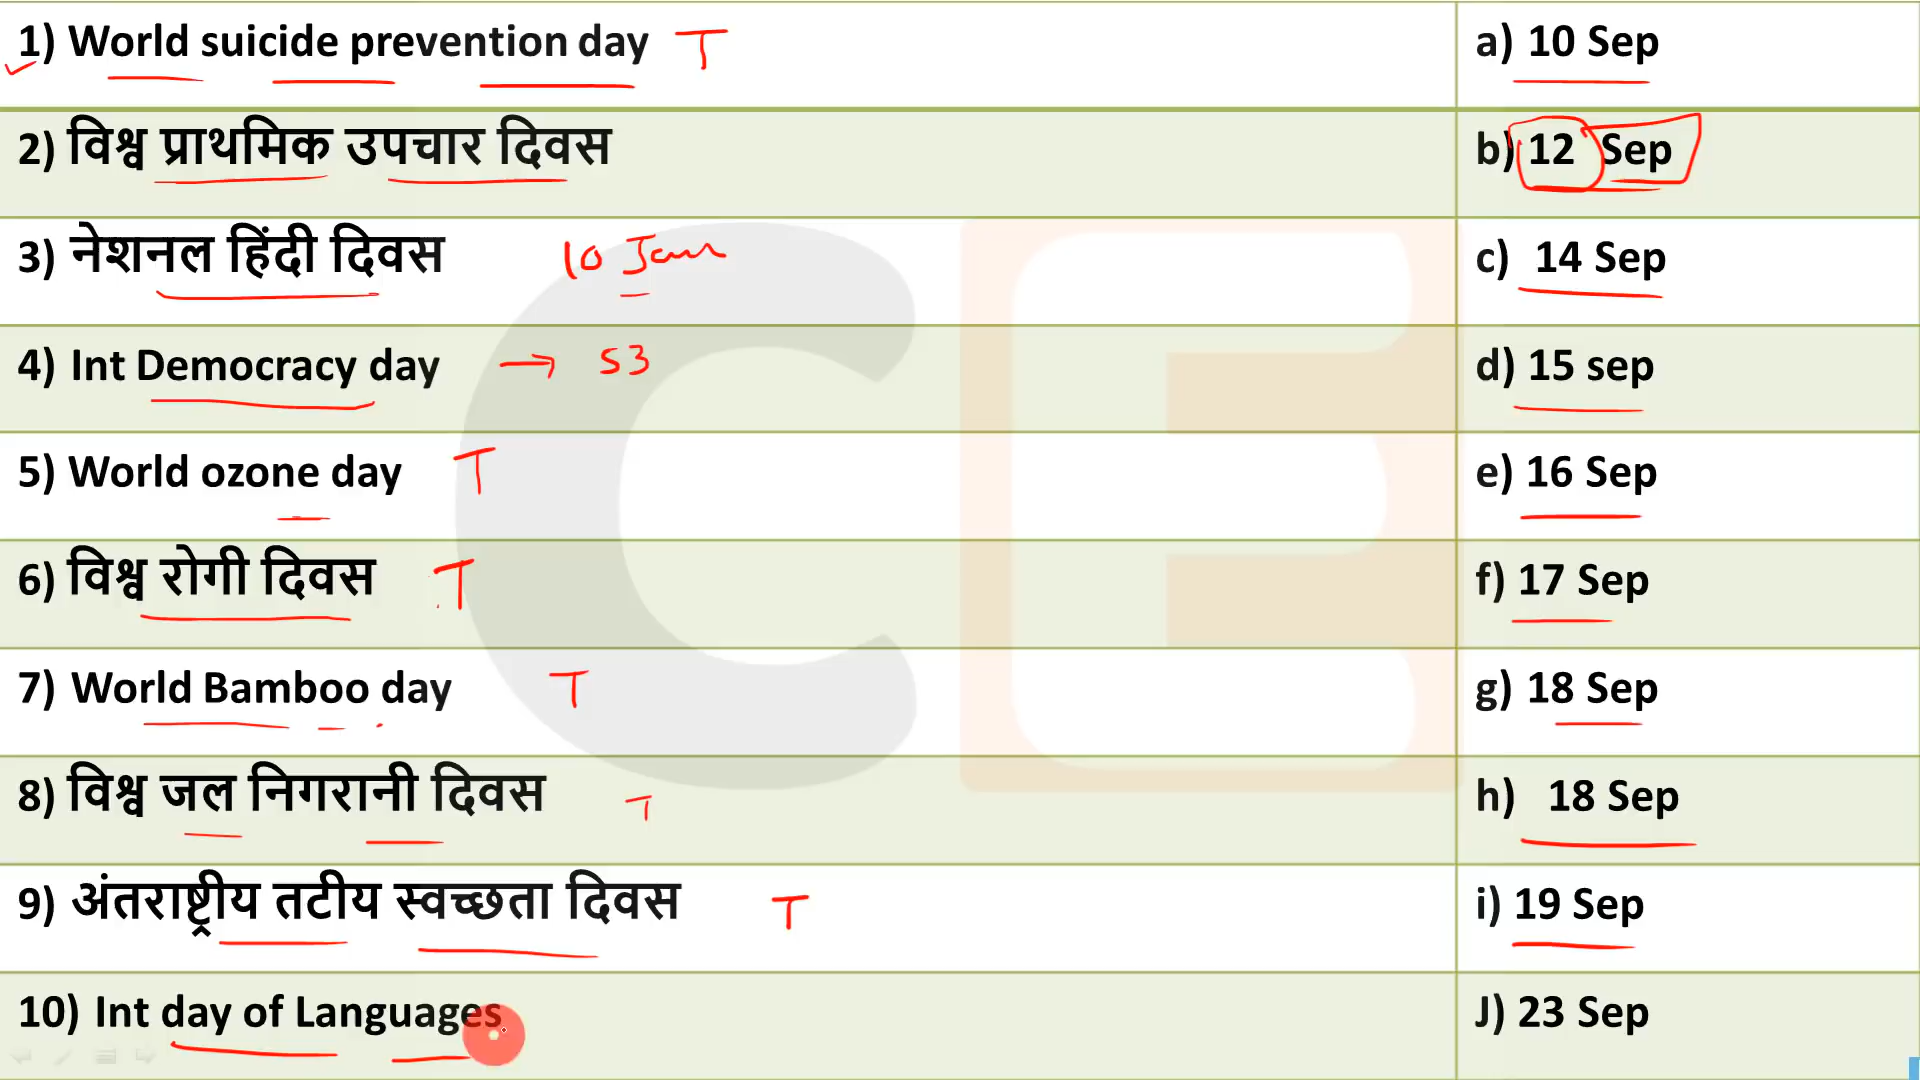 1) World suicide prevention day T a) 10 Sep
2) विश्व प्राथमिक उपचार दिवस b) 12 Sep
3) नेशनल हिंदी दिवस 10 Jan c) 14 Sep
4) Int Democracy day → 53 d) 15 sep
5) World ozone day T e) 16 Sep
6) विश्व रोगी दिवस T f) 17 Sep
7) World Bamboo day T g) 18 Sep
8) विश्व जल निगरानी दिवस T h) 18 Sep
9) अंतराष्ट्रीय तटीय स्वच्छता दिवस T i) 19 Sep
10) Int day of Languages J) 23 Sep
CE